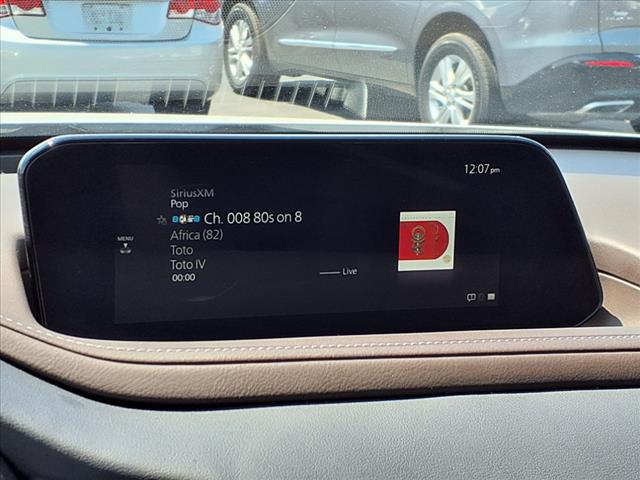 12:07pm
SiriusXM
Pop
Ch. 008 80s on 8
Africa (82)
MENU
Toto
Toto IV
Live
00:00